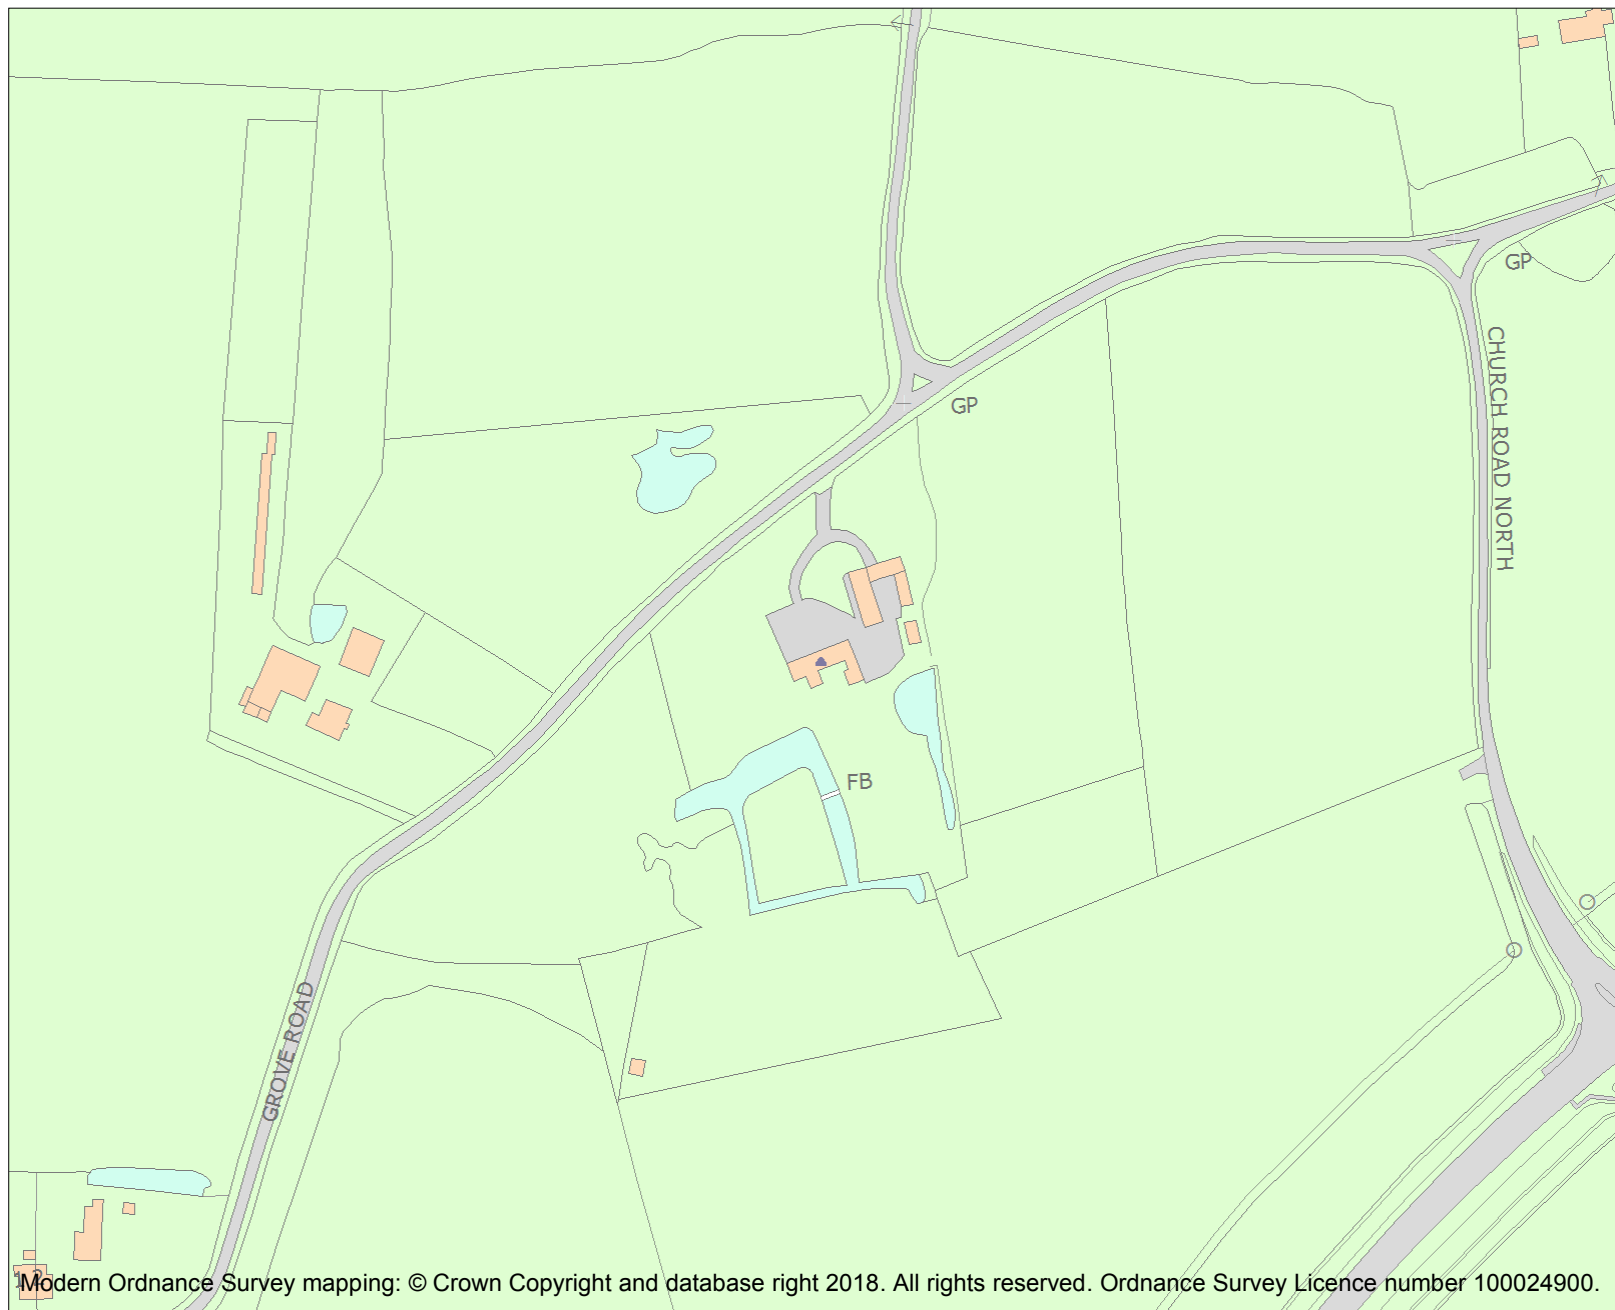 GP
CHURCH ROAD NORTH
GP
FB
GROVE ROAD
Modern Ordnance Survey mapping: © Crown Copyright and database right 2018. All rights reserved. Ordnance Survey Licence number 100024900.